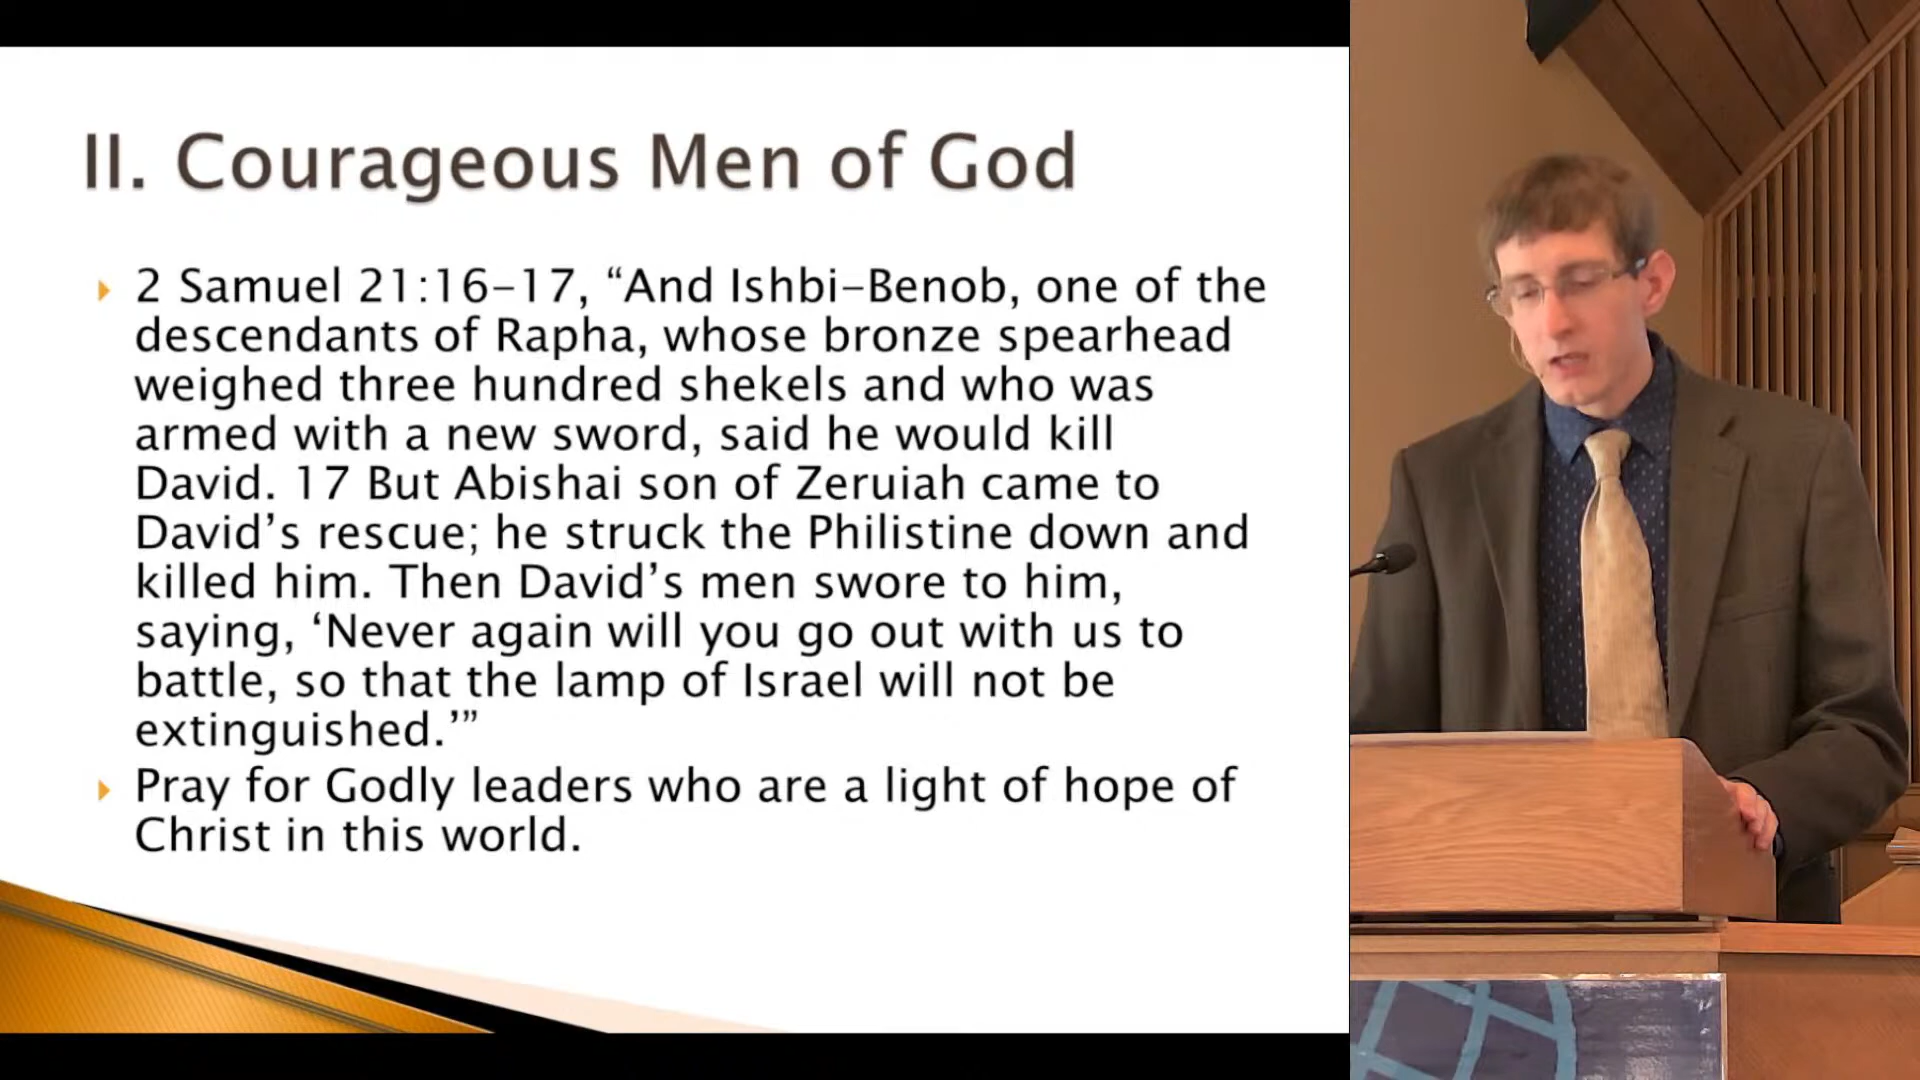 II. Courageous Men of God
2 Samuel 21:16-17, “And Ishbi-Benob, one of the
descendants of Rapha, whose bronze spearhead
weighed three hundred shekels and who was
armed with a new sword, said he would kill
David. 17 But Abishai son of Zeruiah came to
David’s rescue; he struck the Philistine down and
killed him. Then David’s men swore to him,
saying, ‘Never again will you go out with us to
battle, so that the lamp of Israel will not be
extinguished.’”
Pray for Godly leaders who are a light of hope of
Christ in this world.